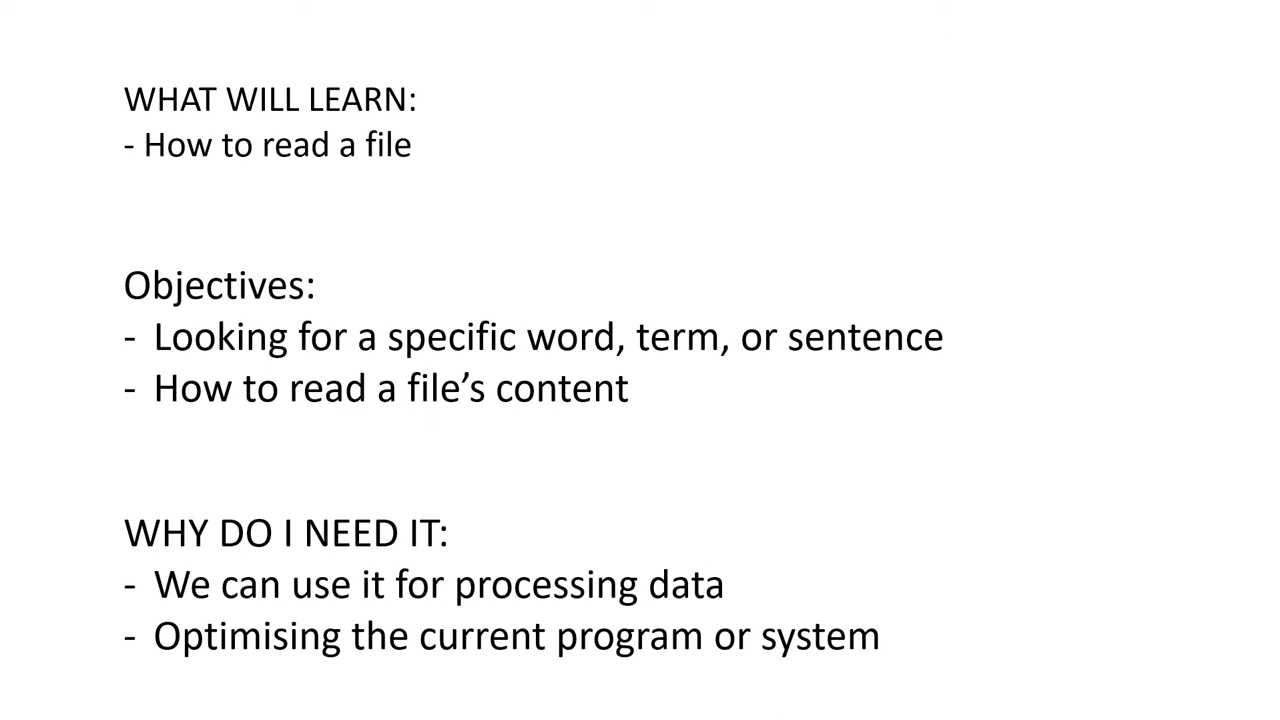 WHAT WILL LEARN:
- How to read a file
Objectives:
- Looking for a specific word, term, or sentence
- How to read a file’s content
WHY DO I NEED IT:
- We can use it for processing data
- Optimising the current program or system